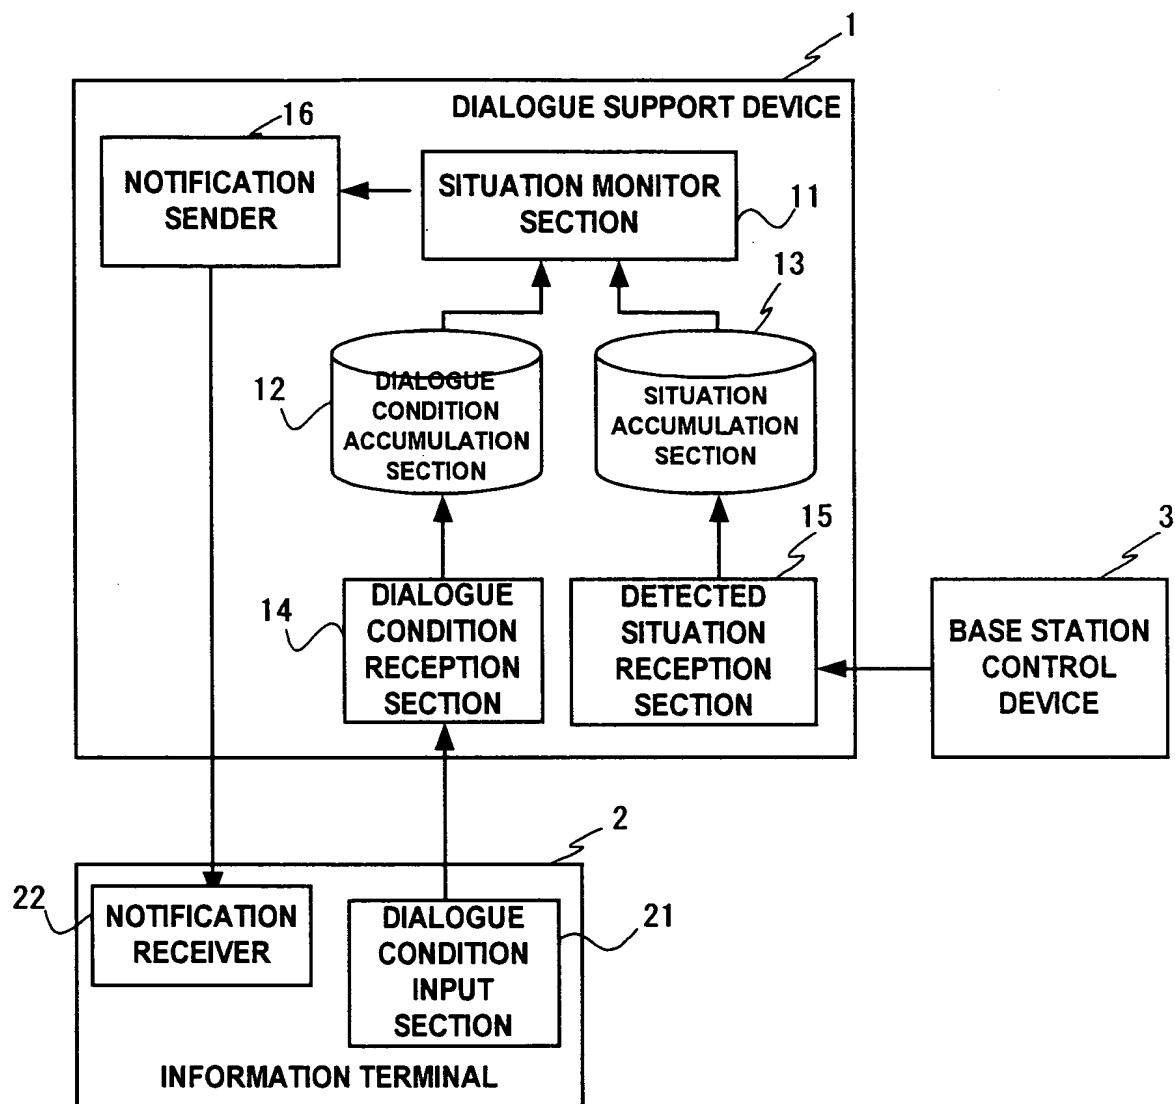 1
DIALOGUE SUPPORT DEVICE
16
NOTIFICATION
SENDER
SITUATION MONITOR
SECTION
11
13
12
DIALOGUE
CONDITION
ACCUMULATION
SECTION
SITUATION
ACCUMULATION
SECTION
15
3
14
DIALOGUE
CONDITION
RECEPTION
SECTION
DETECTED
SITUATION
RECEPTION
SECTION
BASE STATION
CONTROL
DEVICE
2
22
NOTIFICATION
RECEIVER
DIALOGUE
CONDITION
INPUT
SECTION
21
INFORMATION TERMINAL